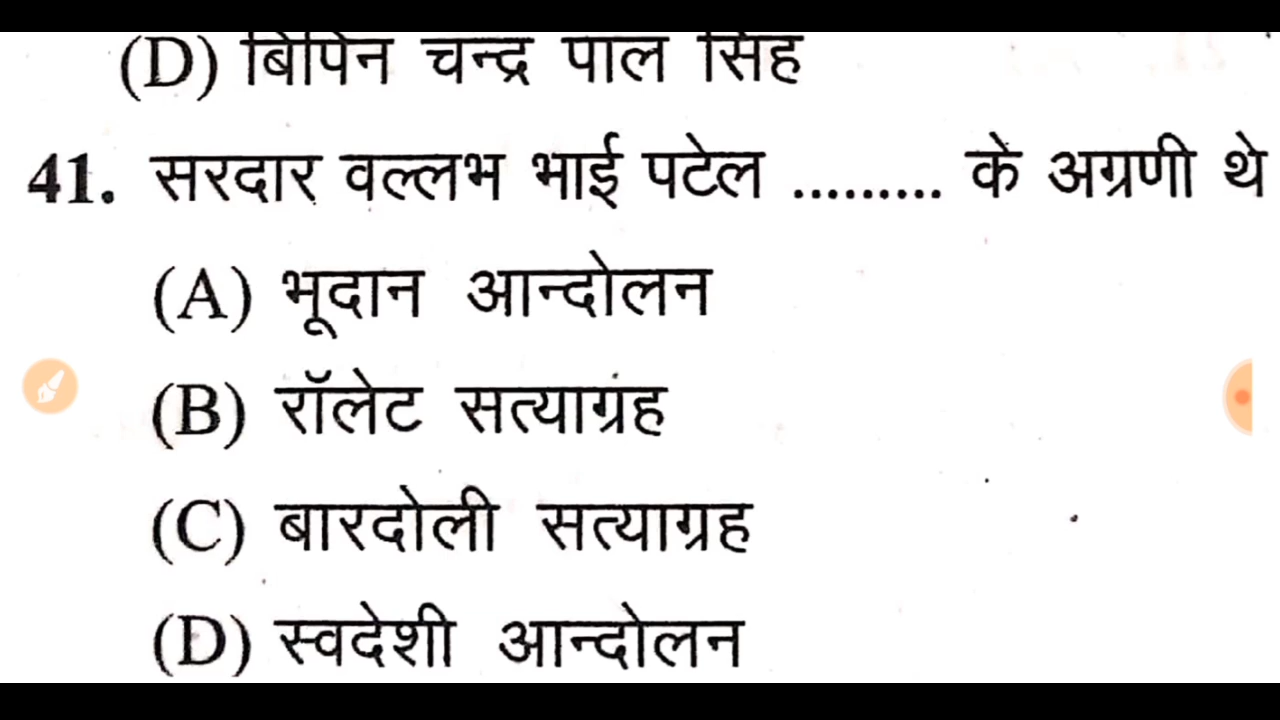 (D) बिपिन चन्द्र पाल सिंह
41. सरदार वल्लभ भाई पटेल ......... के अग्रणी थे
(A) भूदान आन्दोलन
(B) रॉलेट सत्याग्रह
(C) बारदोली सत्याग्रह
(D) स्वदेशी आन्दोलन